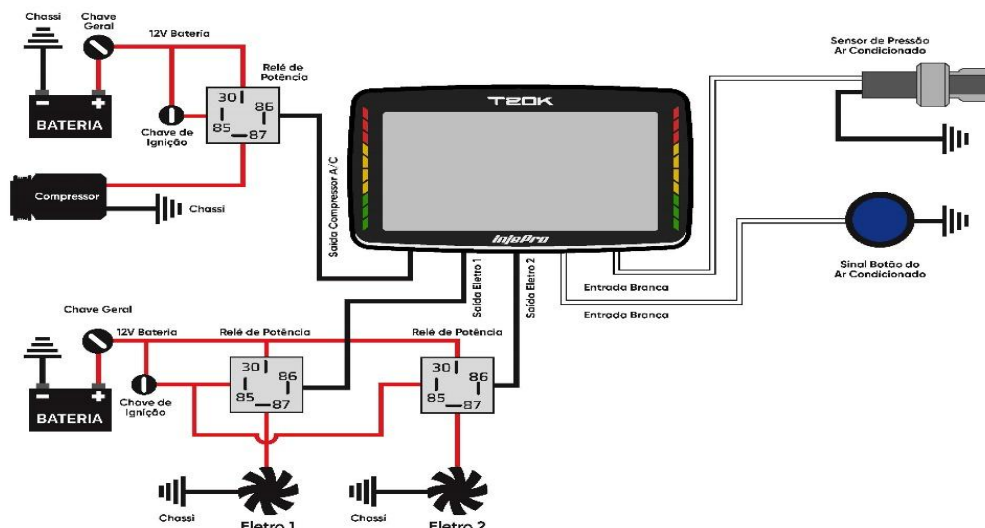 Chassi
Chave
Geral
12V Bateria
Relé de
Potência
30
86
85
87
- +
BATERIA
Chave de
Ignição
Compressor
Chassi
Saída Compressor A/C
T20K
InjePro
Saída Eletro 1
Saída Eletro 2
Sensor de Pressão
Ar Condicionado
Sinal Botão do
Ar Condicionado
Entrada Branca
Entrada Branca
Chave Geral
12V Bateria
Relé de Potência
Relé de Potência
30
86
85
87
30
86
85
87
- +
BATERIA
Chave de
Ignição
Chassi
Eletro 1
Chassi
Eletro 2